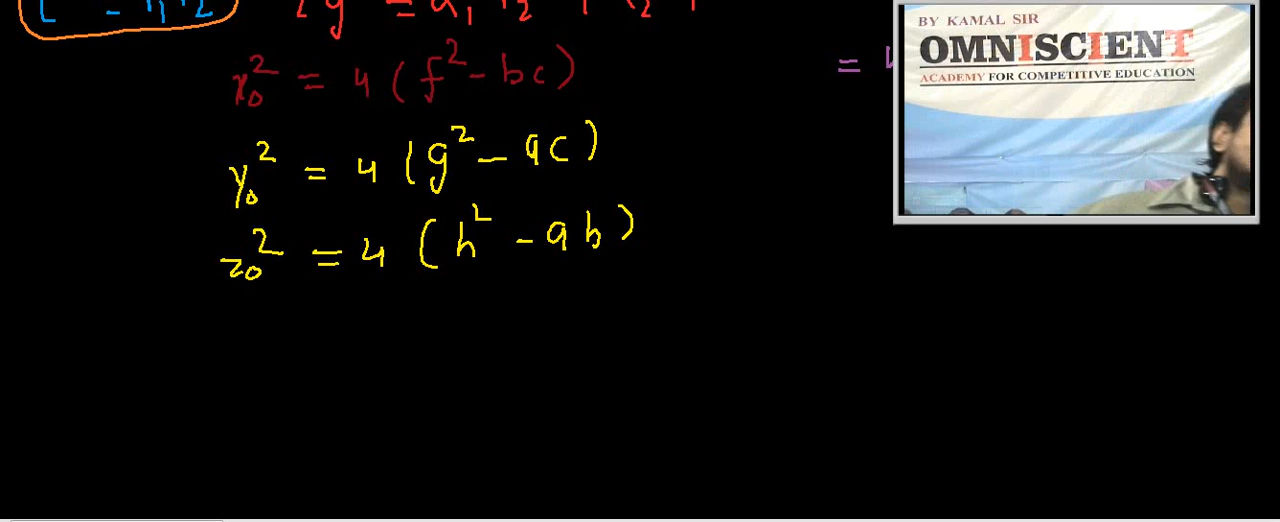 x₀² = 4 (f² - bc)
y₀² = 4 (g² - ac)
z₀² = 4 (h² - ab)
BY KAMAL SIR
OMNISCIENT
ACADEMY FOR COMPETITIVE EDUCATION